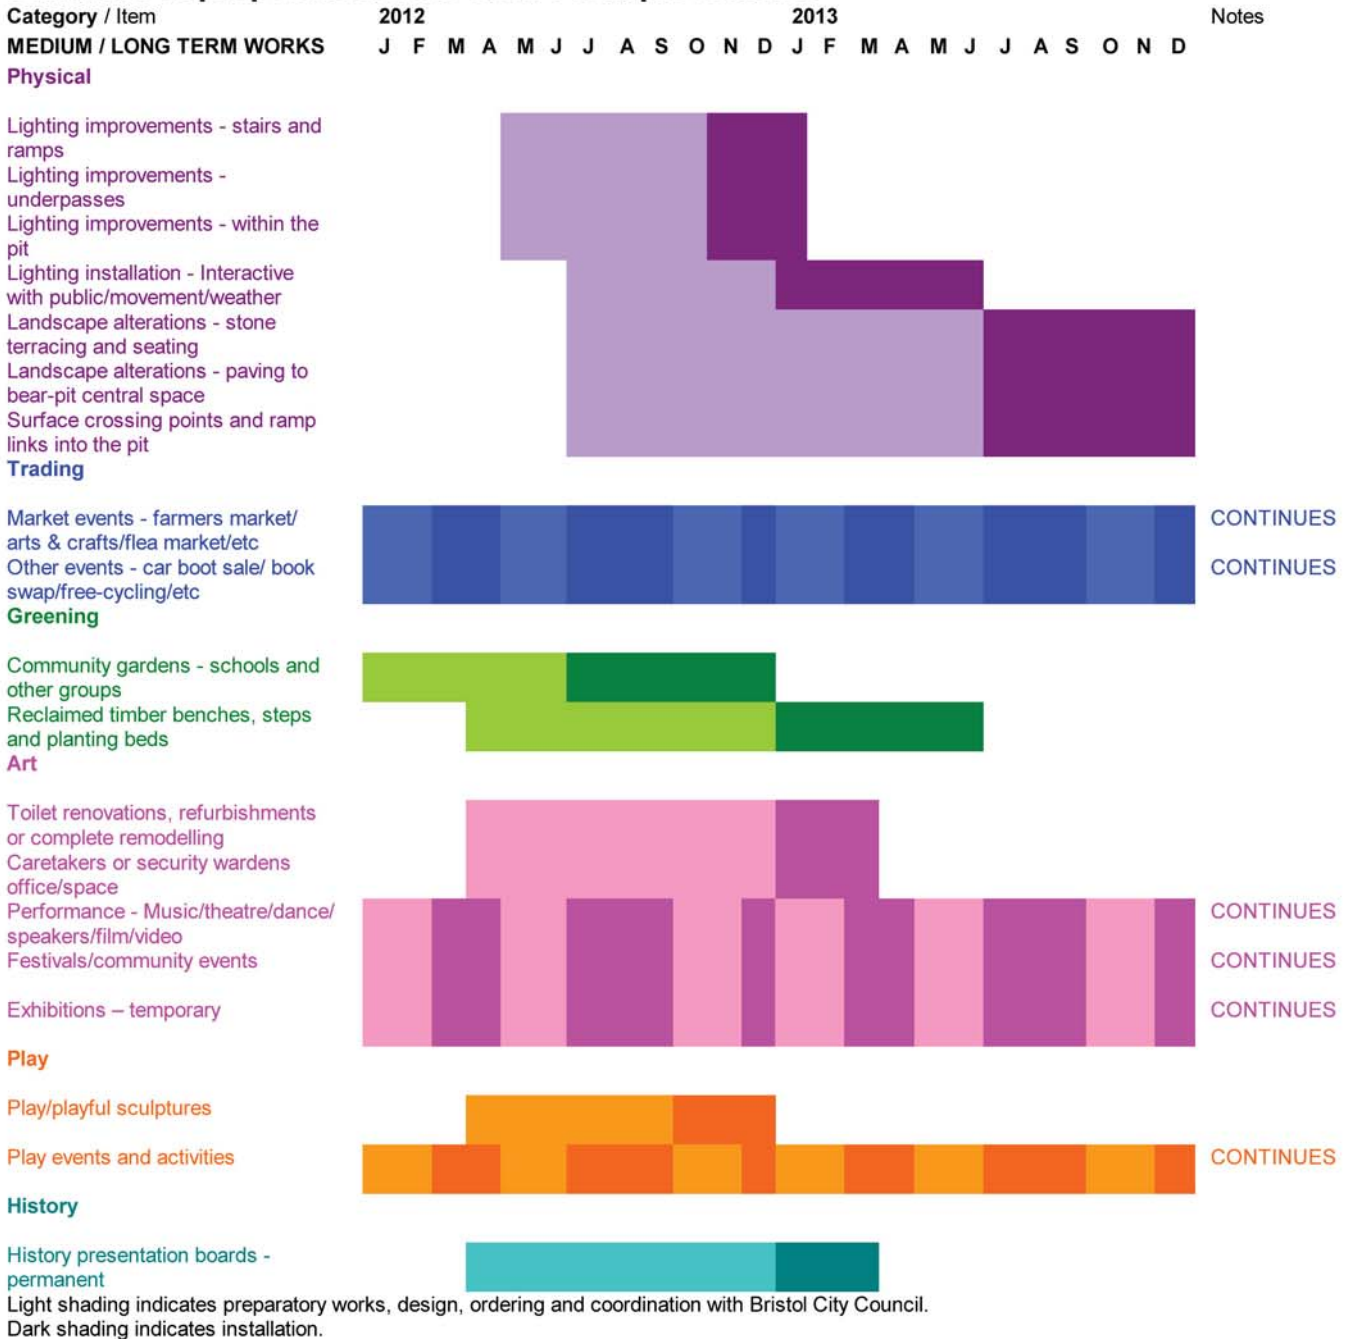 Category / Item 2012 2013 Notes
MEDIUM / LONG TERM WORKS J F M A M J J A S O N D J F M A M J J A S O N D
Physical
Lighting improvements - stairs and
ramps
Lighting improvements -
underpasses
Lighting improvements - within the
pit
Lighting installation - Interactive
with public/movement/weather
Landscape alterations - stone
terracing and seating
Landscape alterations - paving to
bear-pit central space
Surface crossing points and ramp
links into the pit
Trading
Market events - farmers market/ CONTINUES
arts & crafts/flea market/etc
Other events - car boot sale/ book CONTINUES
swap/free-cycling/etc
Greening
Community gardens - schools and
other groups
Reclaimed timber benches, steps
and planting beds
Art
Toilet renovations, refurbishments
or complete remodelling
Caretakers or security wardens
office/space
Performance - Music/theatre/dance/ CONTINUES
speakers/film/video
Festivals/community events CONTINUES
Exhibitions – temporary CONTINUES
Play
Play/playful sculptures
Play events and activities CONTINUES
History
History presentation boards -
permanent
Light shading indicates preparatory works, design, ordering and coordination with Bristol City Council.
Dark shading indicates installation.